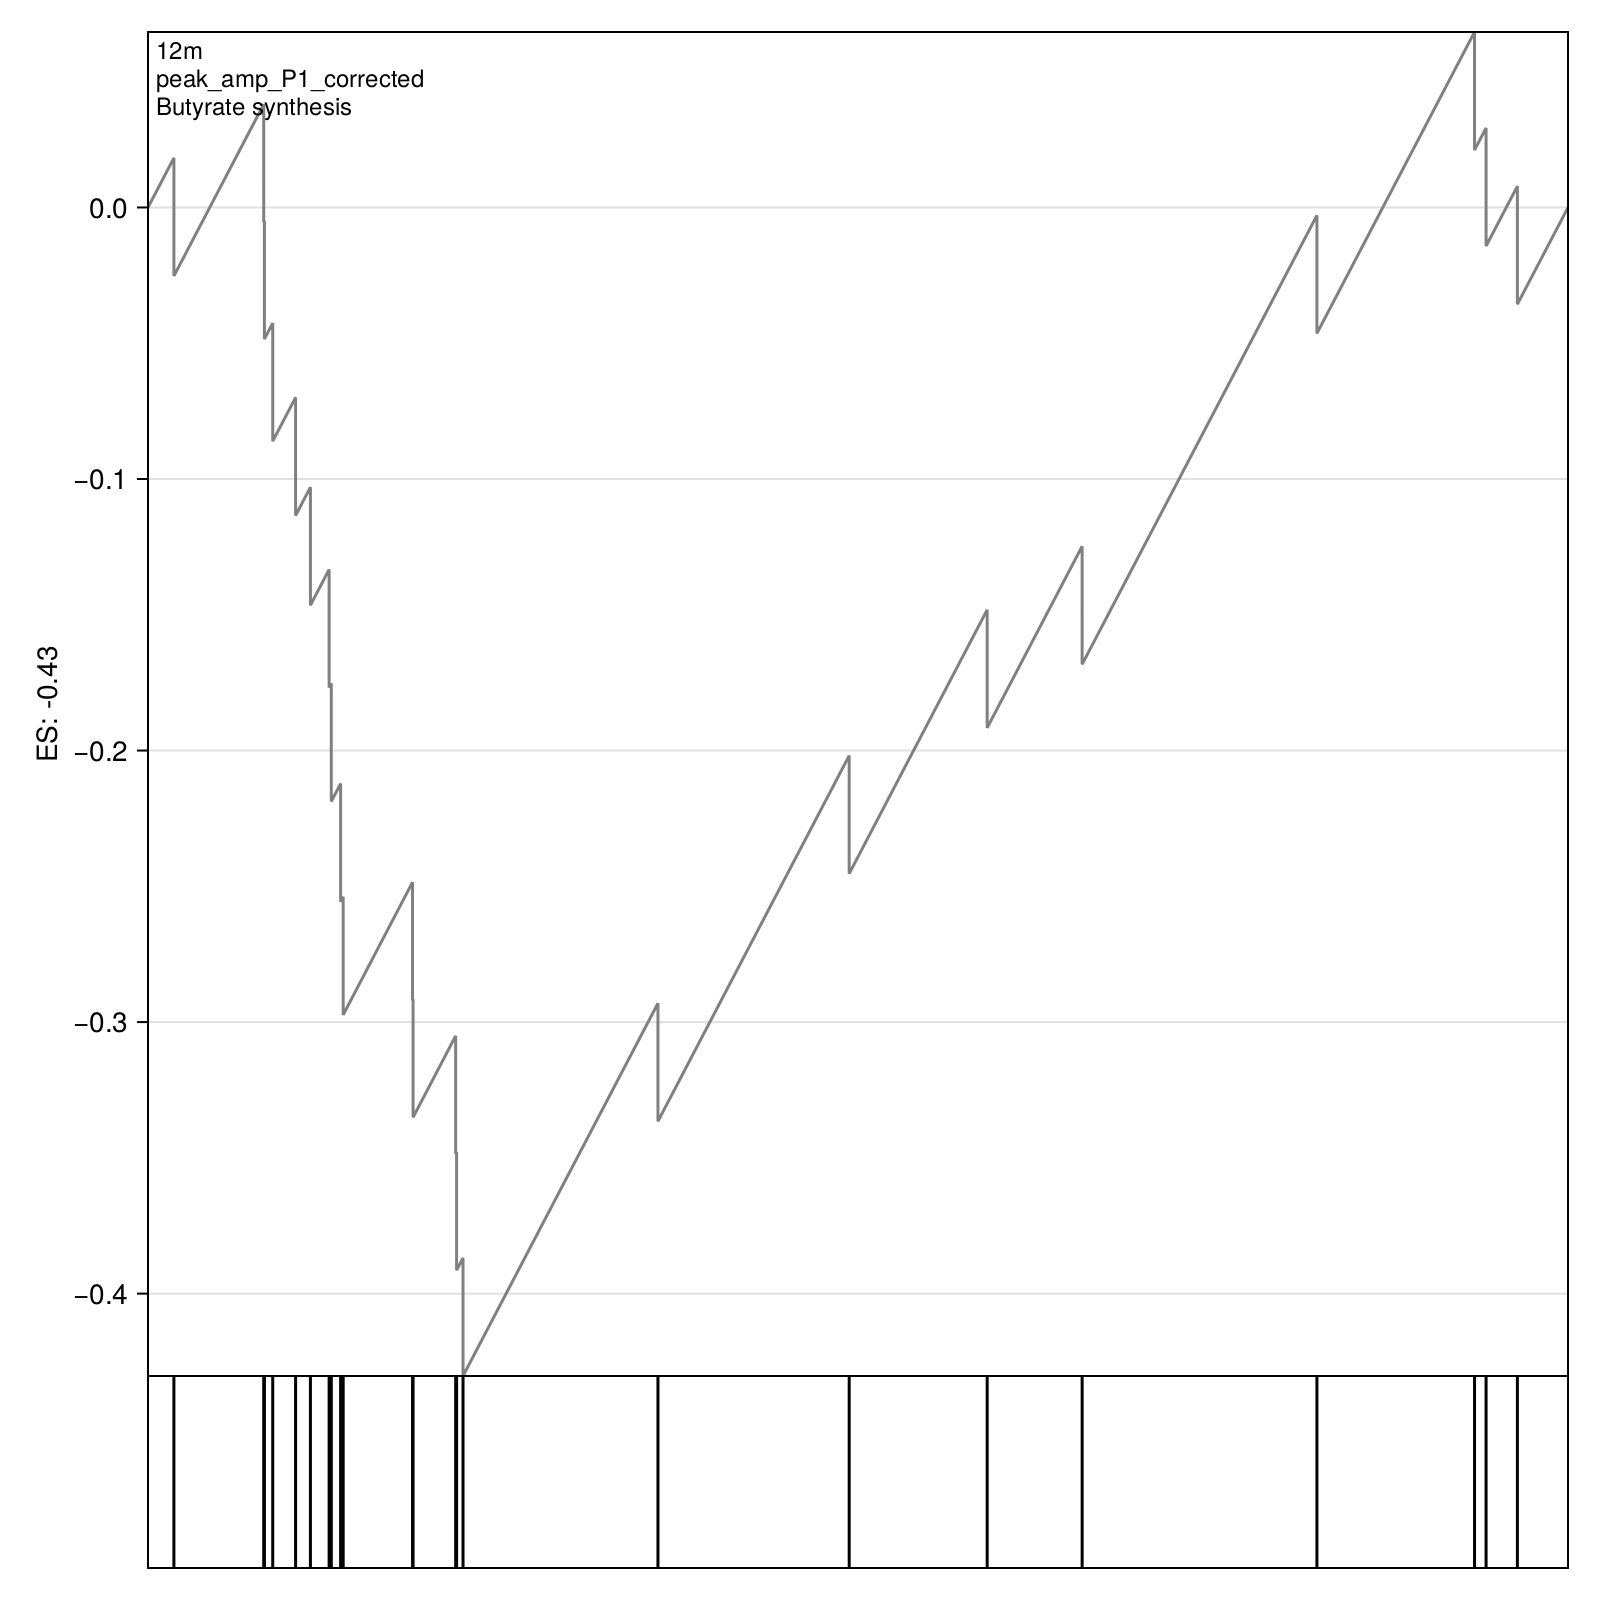 12m
peak_amp_P1_corrected
Butyrate synthesis
0.0
−0.1
−0.2
−0.3
−0.4
ES: -0.43